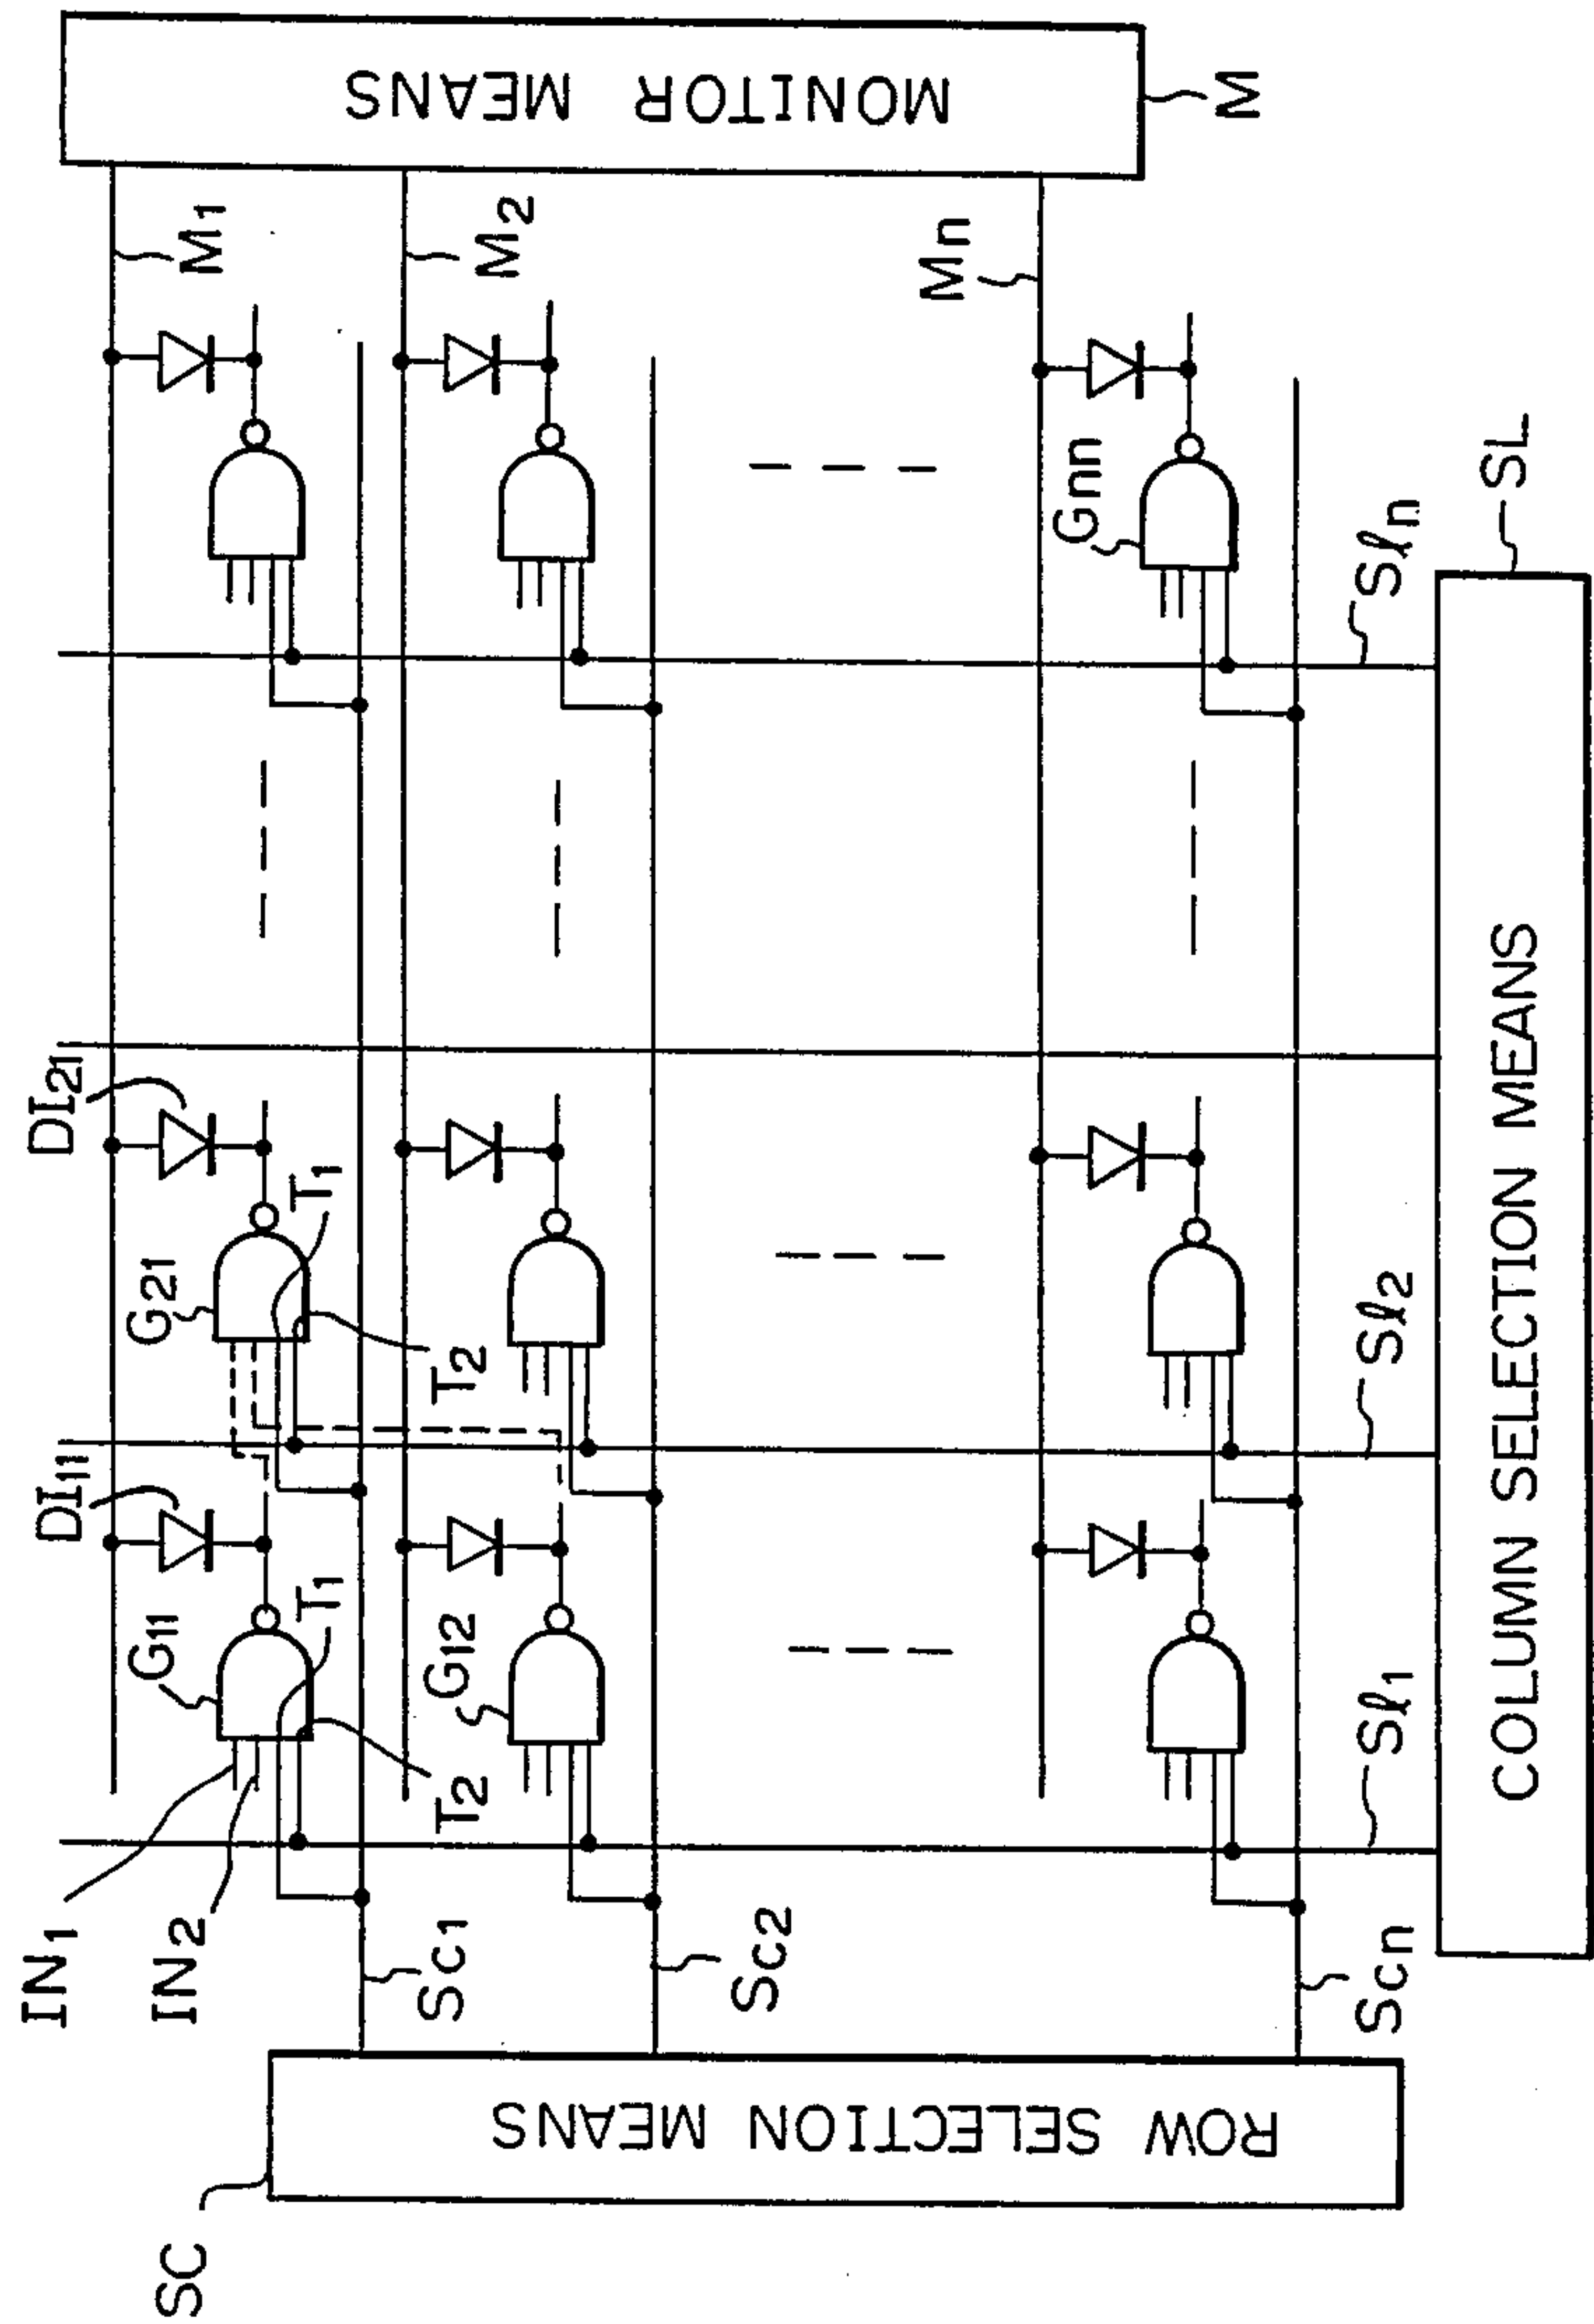 MONITOR MEANS
M
M1
M2
Mn
DI11
DI21
G11
G21
G12
Gnn
T1
T2
T1
T2
IN1
IN2
Sc1
Sc2
Scn
Sℓ1
Sℓ2
Sℓn
SL
SC
ROW SELECTION MEANS
COLUMN SELECTION MEANS